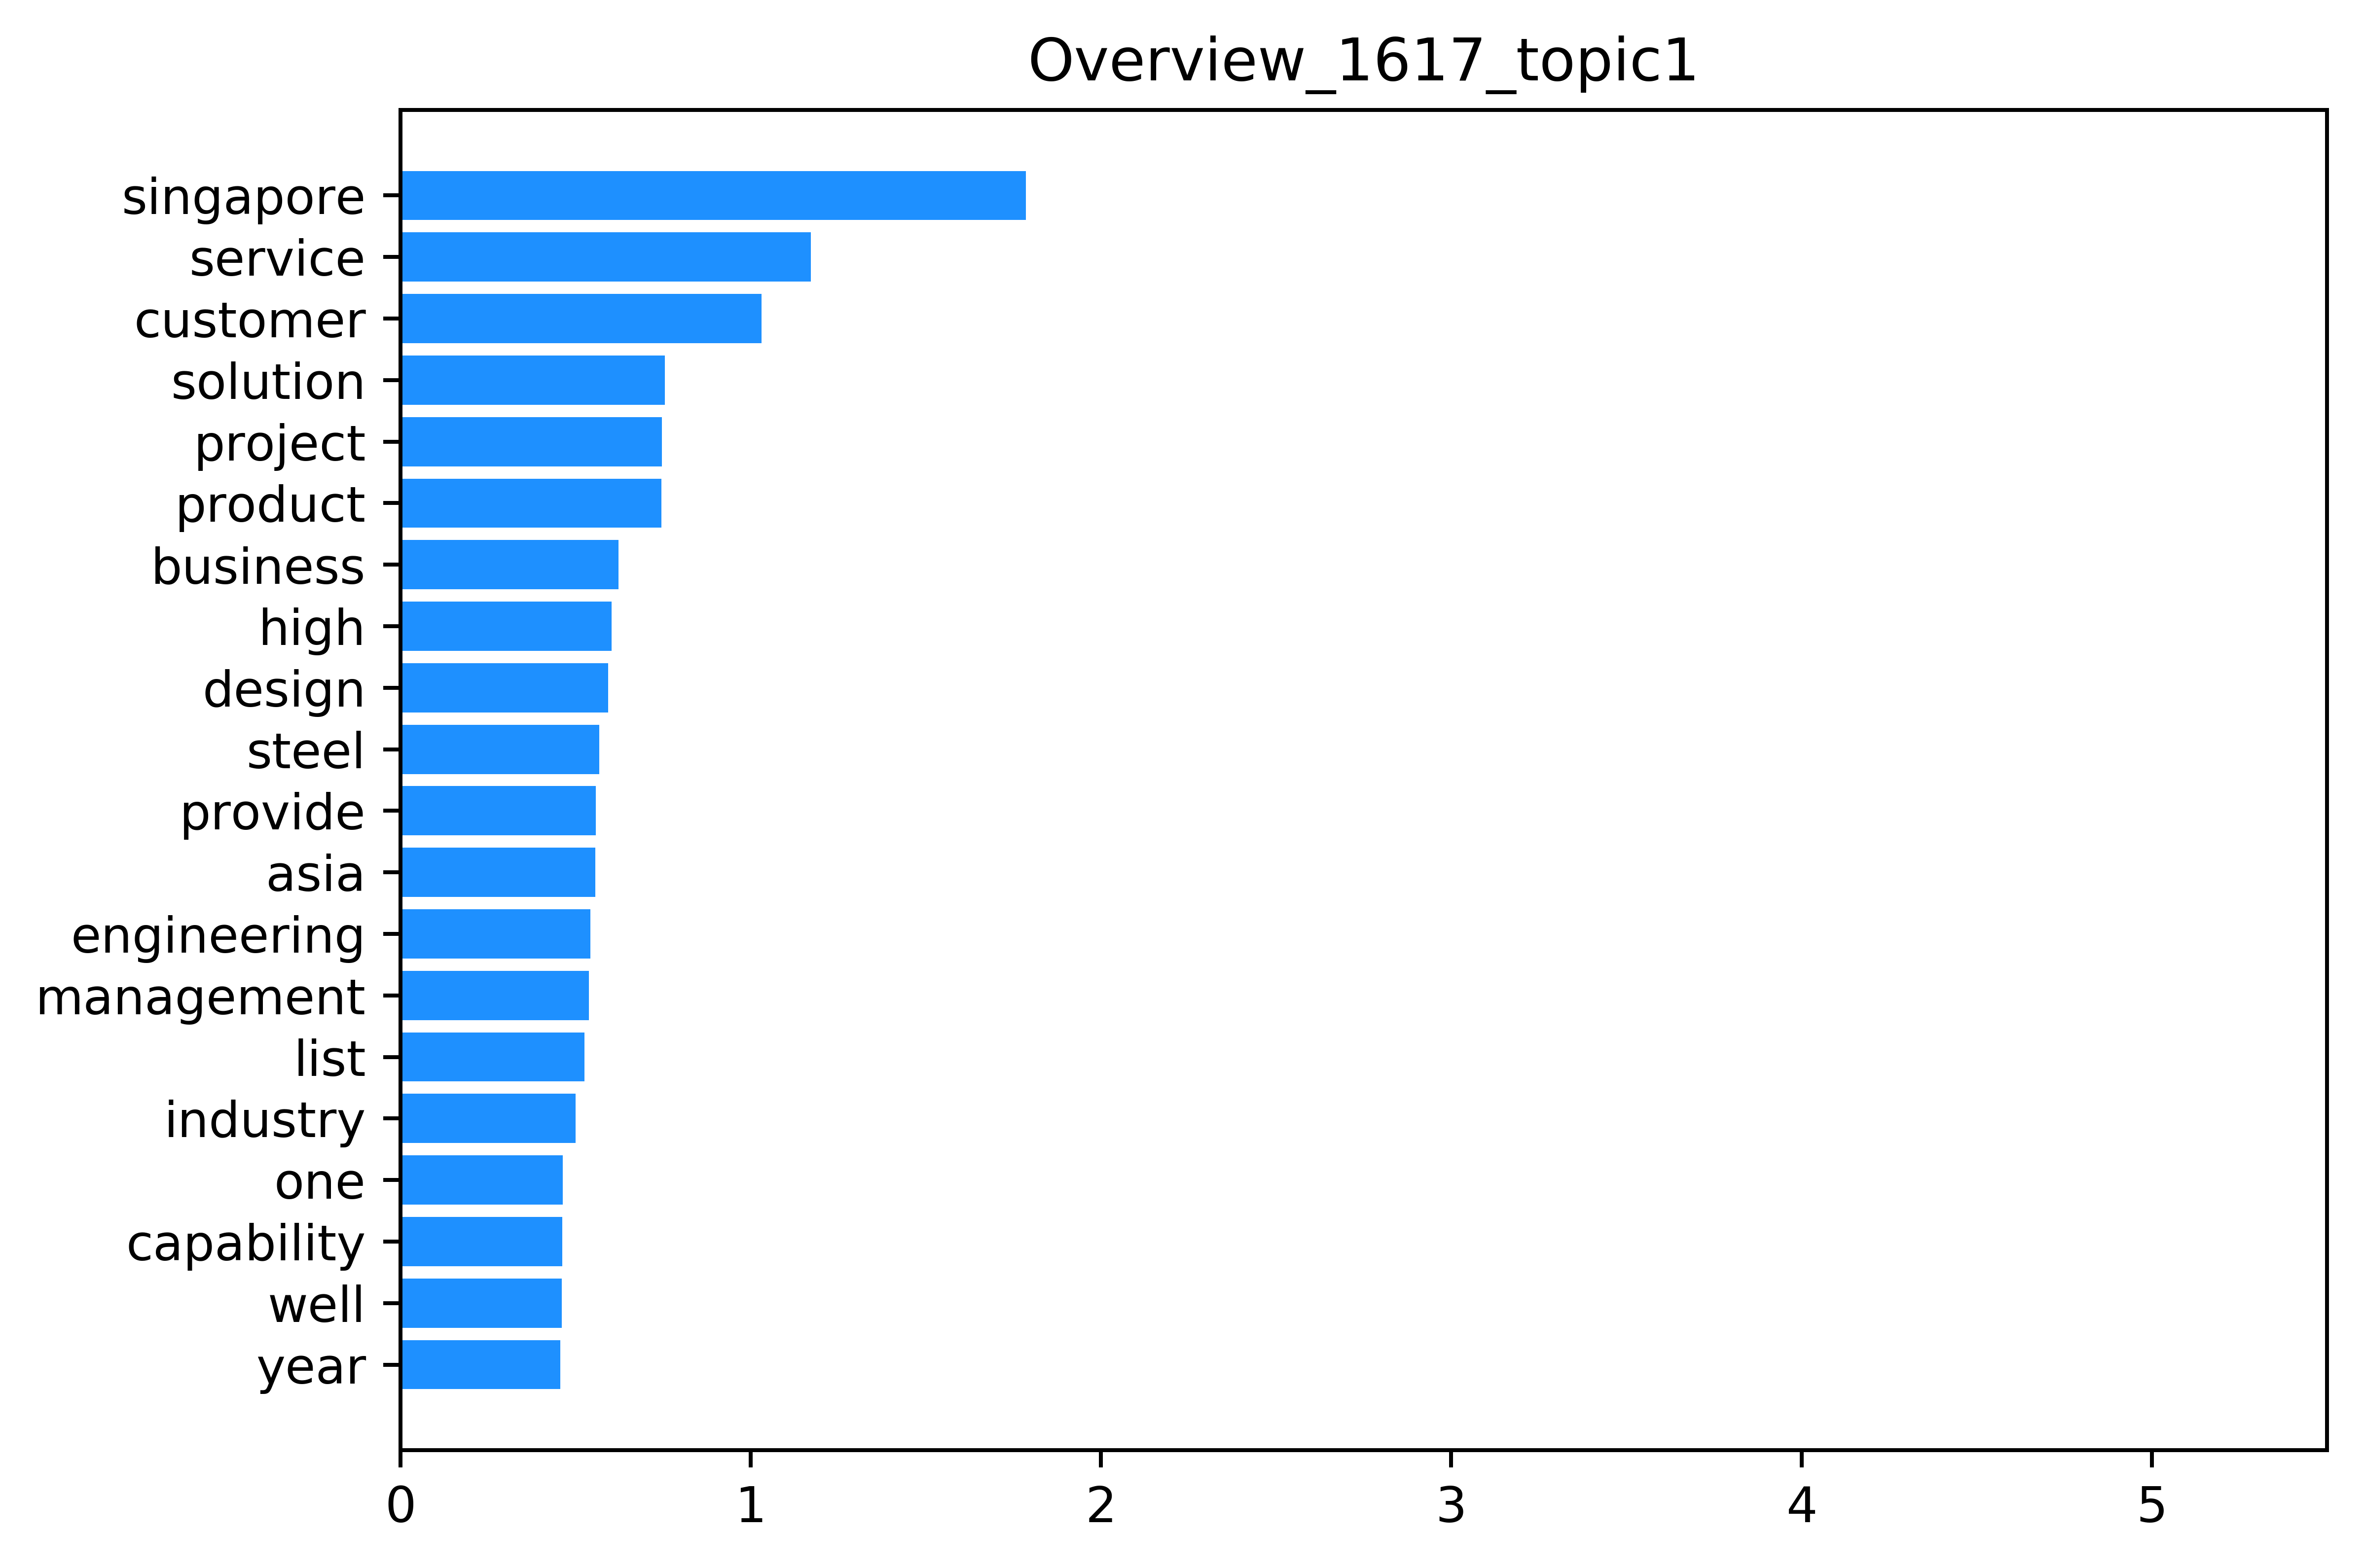 Overview_1617_topic1
singapore
service
customer
solution
project
product
business
high
design
steel
provide
asia
engineering
management
list
industry
one
capability
well
year
0 1 2 3 4 5